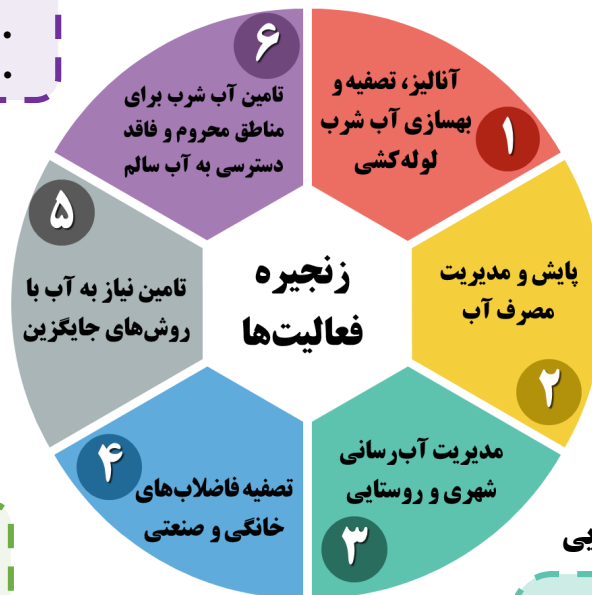 زنجیره
فعالیت‌ها
۱
آنالیز، تصفیه و
بهسازی آب شرب
لوله‌کشی
۲
پایش و مدیریت
مصرف آب
۳
مدیریت آب‌رسانی
شهری و روستایی
۴
تصفیه فاضلاب‌های
خانگی و صنعتی
۵
تامین نیاز به آب با
روش‌های جایگزین
۶
تامین آب شرب برای
مناطق محروم و فاقد
دسترسی به آب سالم